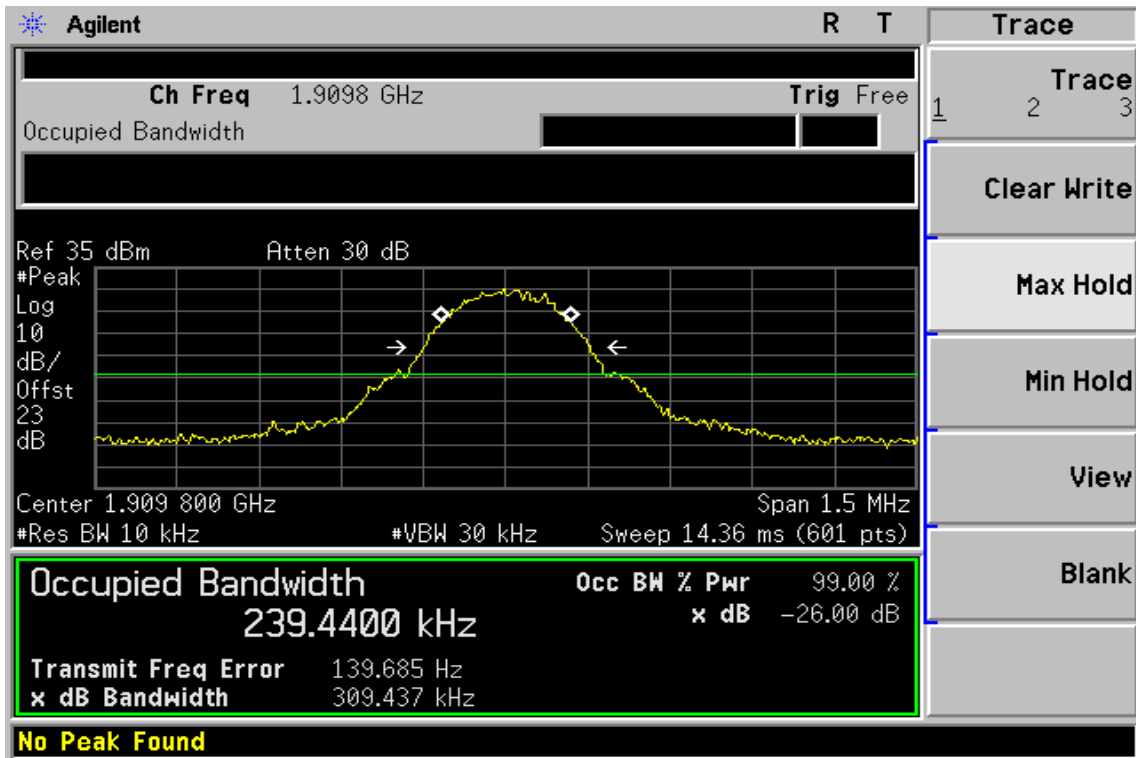 Agilent R T Trace
Ch Freq 1.9098 GHz Trig Free
Occupied Bandwidth
Trace
1 2 3
Clear Write
Max Hold
Min Hold
View
Blank
Ref 35 dBm Atten 30 dB
#Peak
Log
10
dB/
Offst
23
dB
Center 1.909 800 GHz Span 1.5 MHz
#Res BW 10 kHz #VBW 30 kHz Sweep 14.36 ms (601 pts)
Occupied Bandwidth Occ BW % Pwr 99.00 %
239.4400 kHz x dB -26.00 dB
Transmit Freq Error 139.685 Hz
x dB Bandwidth 309.437 kHz
No Peak Found